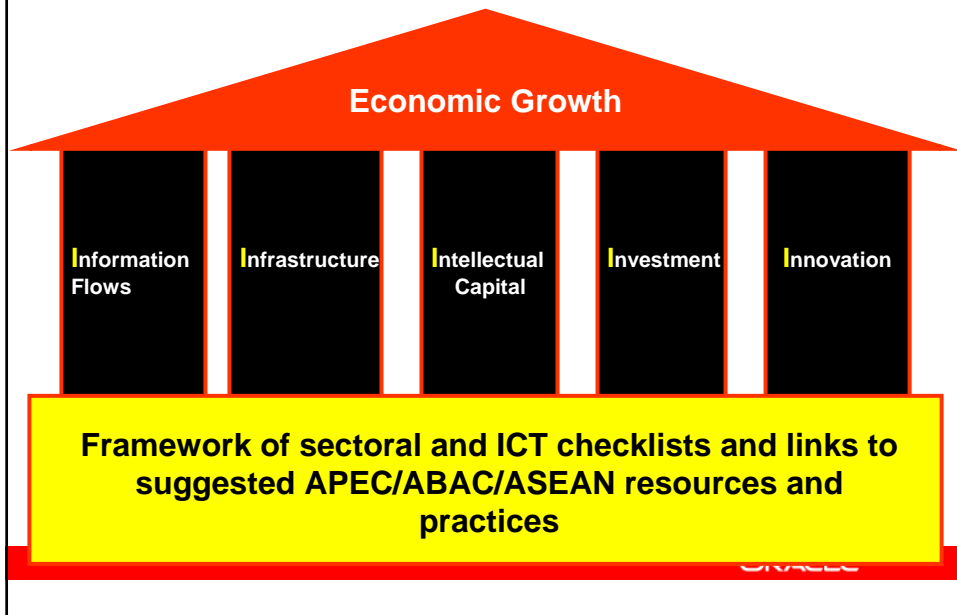 Economic Growth
Information
Flows
Infrastructure
Intellectual
Capital
Investment
Innovation
Framework of sectoral and ICT checklists and links to
suggested APEC/ABAC/ASEAN resources and
practices